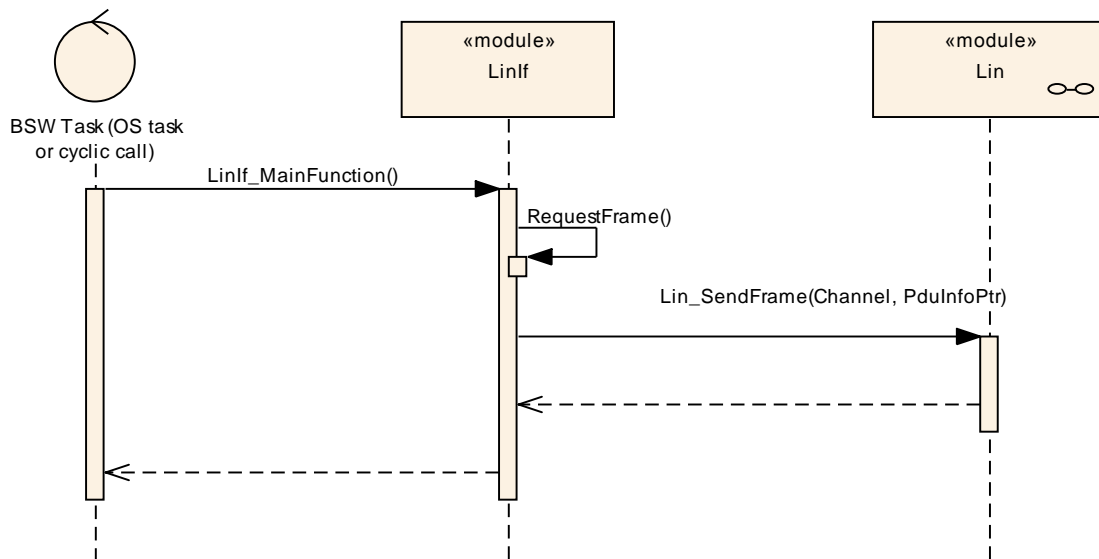 «module»
LinIf
«module»
Lin
BSW Task (OS task
or cyclic call)
LinIf_MainFunction()
RequestFrame()
Lin_SendFrame(Channel, PduInfoPtr)